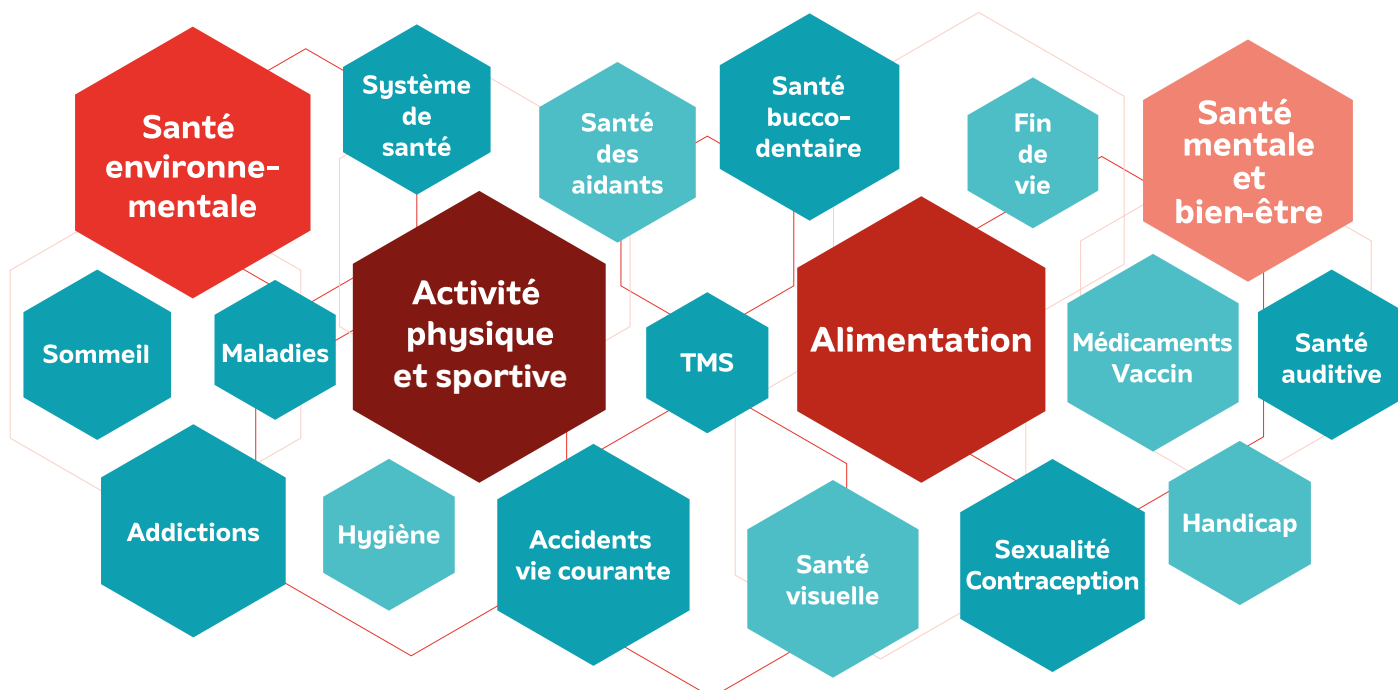 Santé
environne-
mentale
Système
de
santé
Santé
des
aidants
Santé
bucco-
dentaire
Fin
de
vie
Santé
mentale
et
bien-être
Sommeil
Maladies
Activité
physique
et sportive
TMS
Alimentation
Médicaments
Vaccin
Santé
auditive
Addictions
Hygiène
Accidents
vie courante
Santé
visuelle
Sexualité
Contraception
Handicap